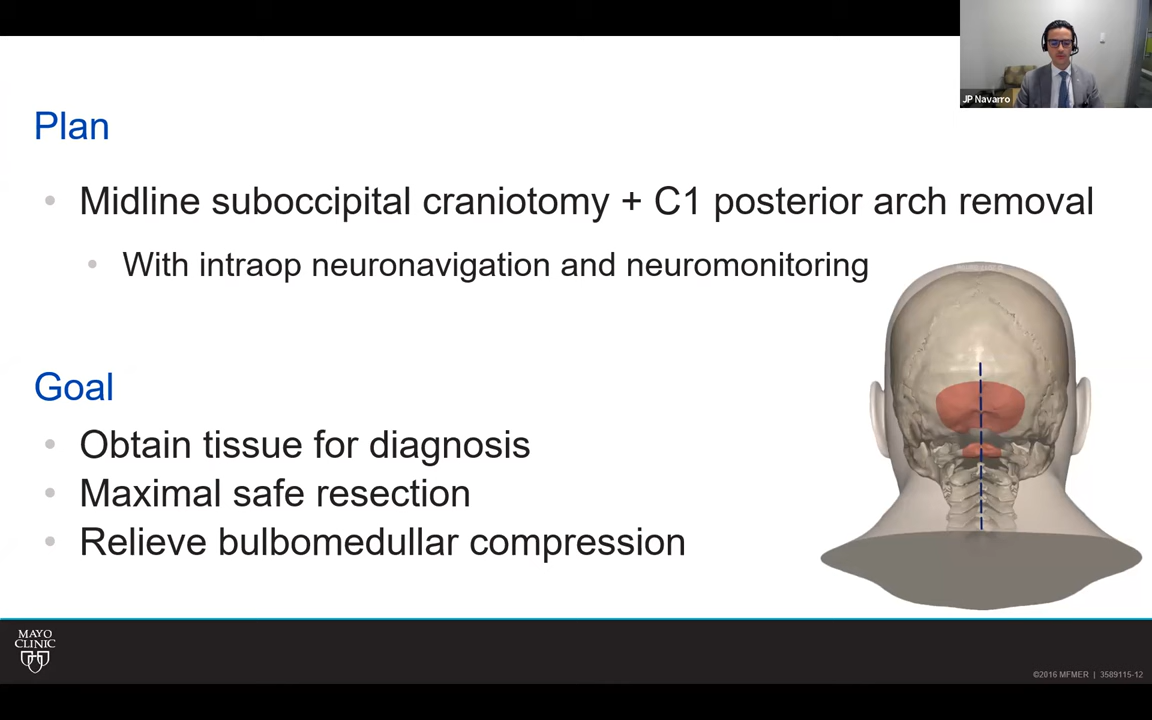 JP Navarro
Plan
• Midline suboccipital craniotomy + C1 posterior arch removal
• With intraop neuronavigation and neuromonitoring
Goal
• Obtain tissue for diagnosis
• Maximal safe resection
• Relieve bulbomedullar compression
MAYO
CLINIC
©2016 MFMER | 3589115-12